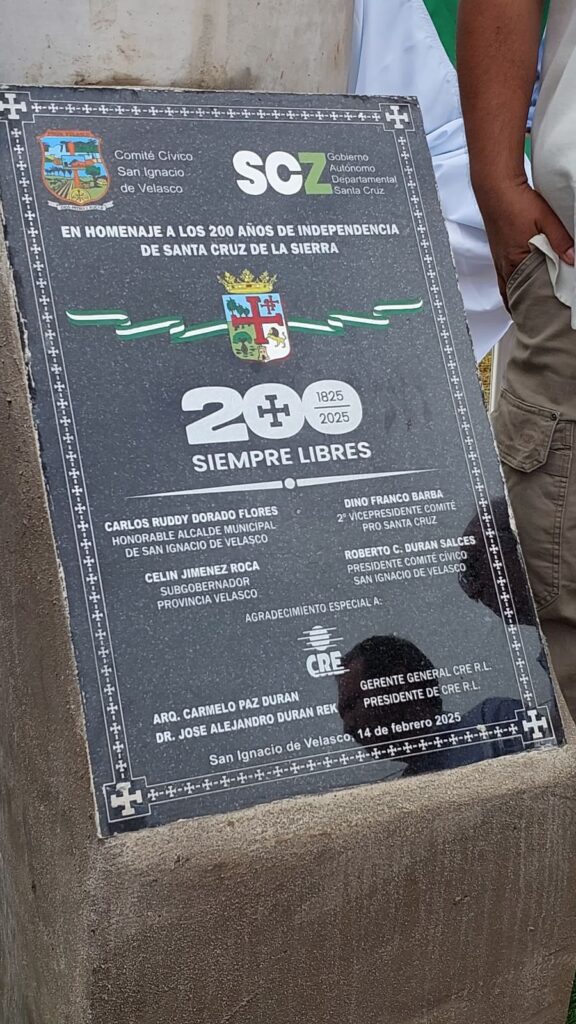 Comité Cívico
San Ignacio
de Velasco
SCZ
Gobierno
Autónomo
Departamental
Santa Cruz
EN HOMENAJE A LOS 200 AÑOS DE INDEPENDENCIA
DE SANTA CRUZ DE LA SIERRA
200
1825
2025
SIEMPRE LIBRES
CARLOS RUDDY DORADO FLORES
HONORABLE ALCALDE MUNICIPAL
DE SAN IGNACIO DE VELASCO
DINO FRANCO BARBA
2º VICEPRESIDENTE COMITÉ
PRO SANTA CRUZ
CELIN JIMENEZ ROCA
SUBGOBERNADOR
PROVINCIA VELASCO
ROBERTO C. DURAN SALCES
PRESIDENTE COMITÉ CÍVICO
SAN IGNACIO DE VELASCO
AGRADECIMIENTO ESPECIAL A:
CRE
ARQ. CARMELO PAZ DURAN
GERENTE GENERAL CRE R.L.
DR. JOSE ALEJANDRO DURAN REK
PRESIDENTE DE CRE R.L.
San Ignacio de Velasco, 14 de febrero 2025